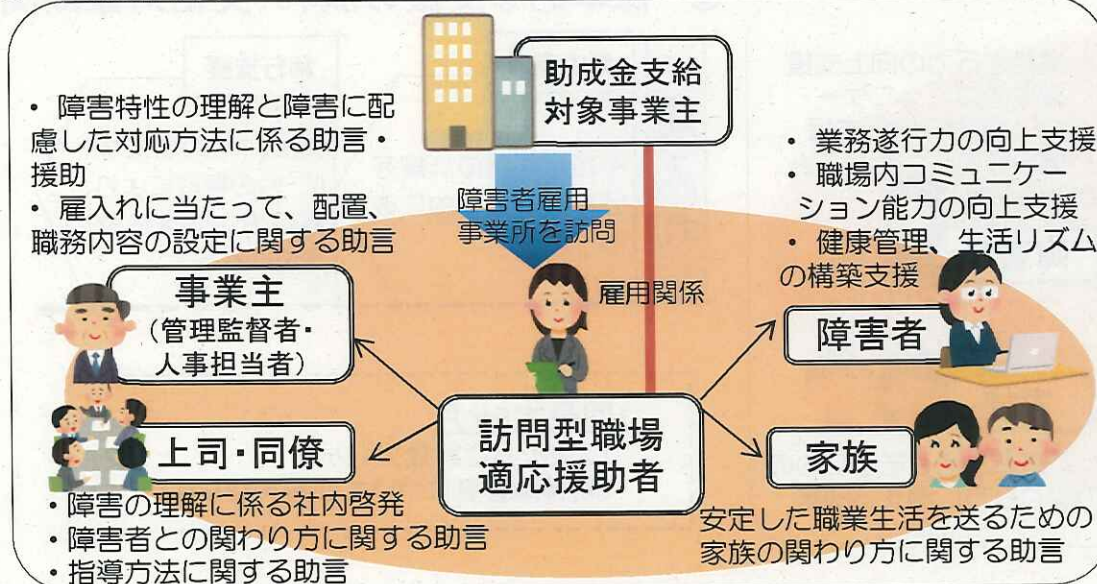 助成金支給
対象事業主
・ 障害特性の理解と障害に配
慮した対応方法に係る助言・
援助
・ 雇入れに当たって、配置、
職務内容の設定に関する助言
障害者雇用
事業所を訪問
・ 業務遂行力の向上支援
・ 職場内コミュニケー
ション能力の向上支援
・ 健康管理、生活リズム
の構築支援
事業主
(管理監督者・
人事担当者)
雇用関係
障害者
上司・同僚
訪問型職場
適応援助者
家族
・障害の理解に係る社内啓発
・障害者との関わり方に関する助言
・指導方法に関する助言
安定した職業生活を送るための
家族の関わり方に関する助言